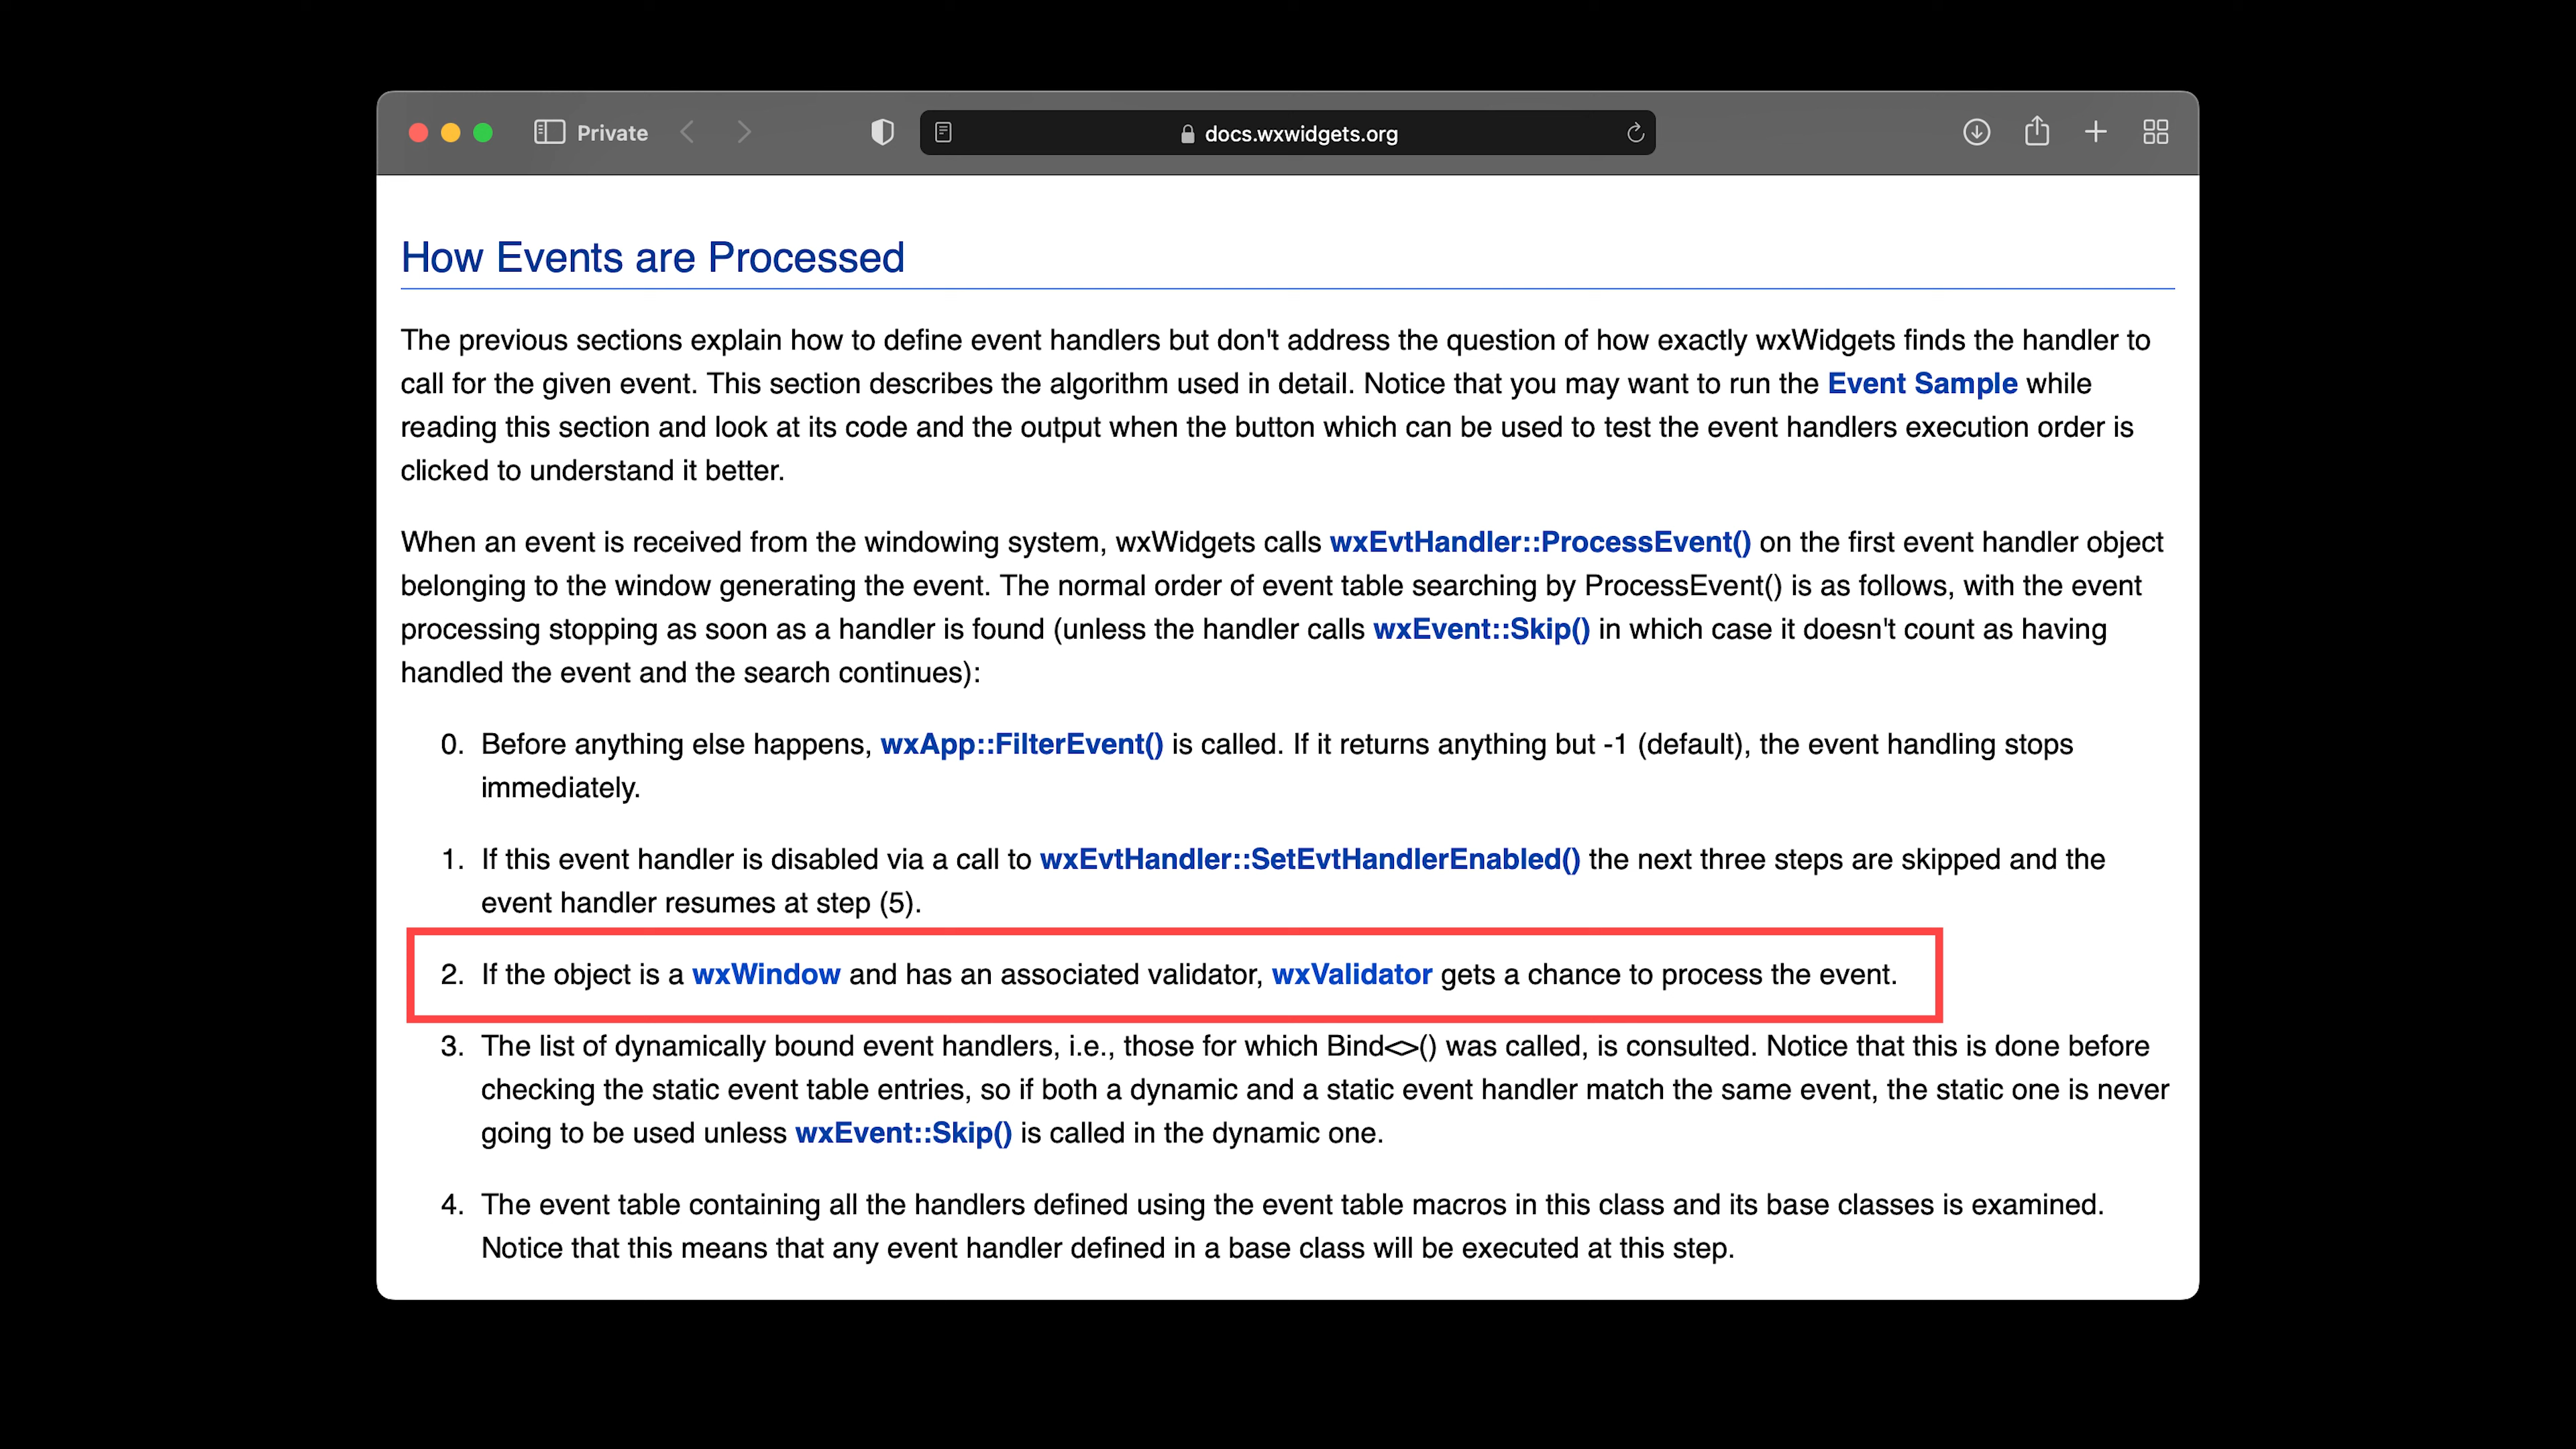 Private
docs.wxwidgets.org
How Events are Processed
The previous sections explain how to define event handlers but don't address the question of how exactly wxWidgets finds the handler to
call for the given event. This section describes the algorithm used in detail. Notice that you may want to run the Event Sample while
reading this section and look at its code and the output when the button which can be used to test the event handlers execution order is
clicked to understand it better.
When an event is received from the windowing system, wxWidgets calls wxEvtHandler::ProcessEvent() on the first event handler object
belonging to the window generating the event. The normal order of event table searching by ProcessEvent() is as follows, with the event
processing stopping as soon as a handler is found (unless the handler calls wxEvent::Skip() in which case it doesn't count as having
handled the event and the search continues):
0. Before anything else happens, wxApp::FilterEvent() is called. If it returns anything but -1 (default), the event handling stops
immediately.
1. If this event handler is disabled via a call to wxEvtHandler::SetEvtHandlerEnabled() the next three steps are skipped and the
event handler resumes at step (5).
2. If the object is a wxWindow and has an associated validator, wxValidator gets a chance to process the event.
3. The list of dynamically bound event handlers, i.e., those for which Bind<>() was called, is consulted. Notice that this is done before
checking the static event table entries, so if both a dynamic and a static event handler match the same event, the static one is never
going to be used unless wxEvent::Skip() is called in the dynamic one.
4. The event table containing all the handlers defined using the event table macros in this class and its base classes is examined.
Notice that this means that any event handler defined in a base class will be executed at this step.